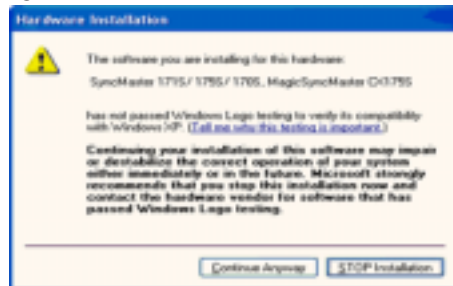 Hardware Installation
The software you are installing for this hardware:
SyncMaster 171S / 175S / 170S, MagicSyncMaster CX175S
has not passed Windows Logo testing to verify its compatibility
with Windows XP. (Tell me why this testing is important.)
Continuing your installation of this software may impair
or destabilize the correct operation of your system
either immediately or in the future. Microsoft strongly
recommends that you stop this installation now and
contact the hardware vendor for software that has
passed Windows Logo testing.
Continue Anyway
STOP Installation